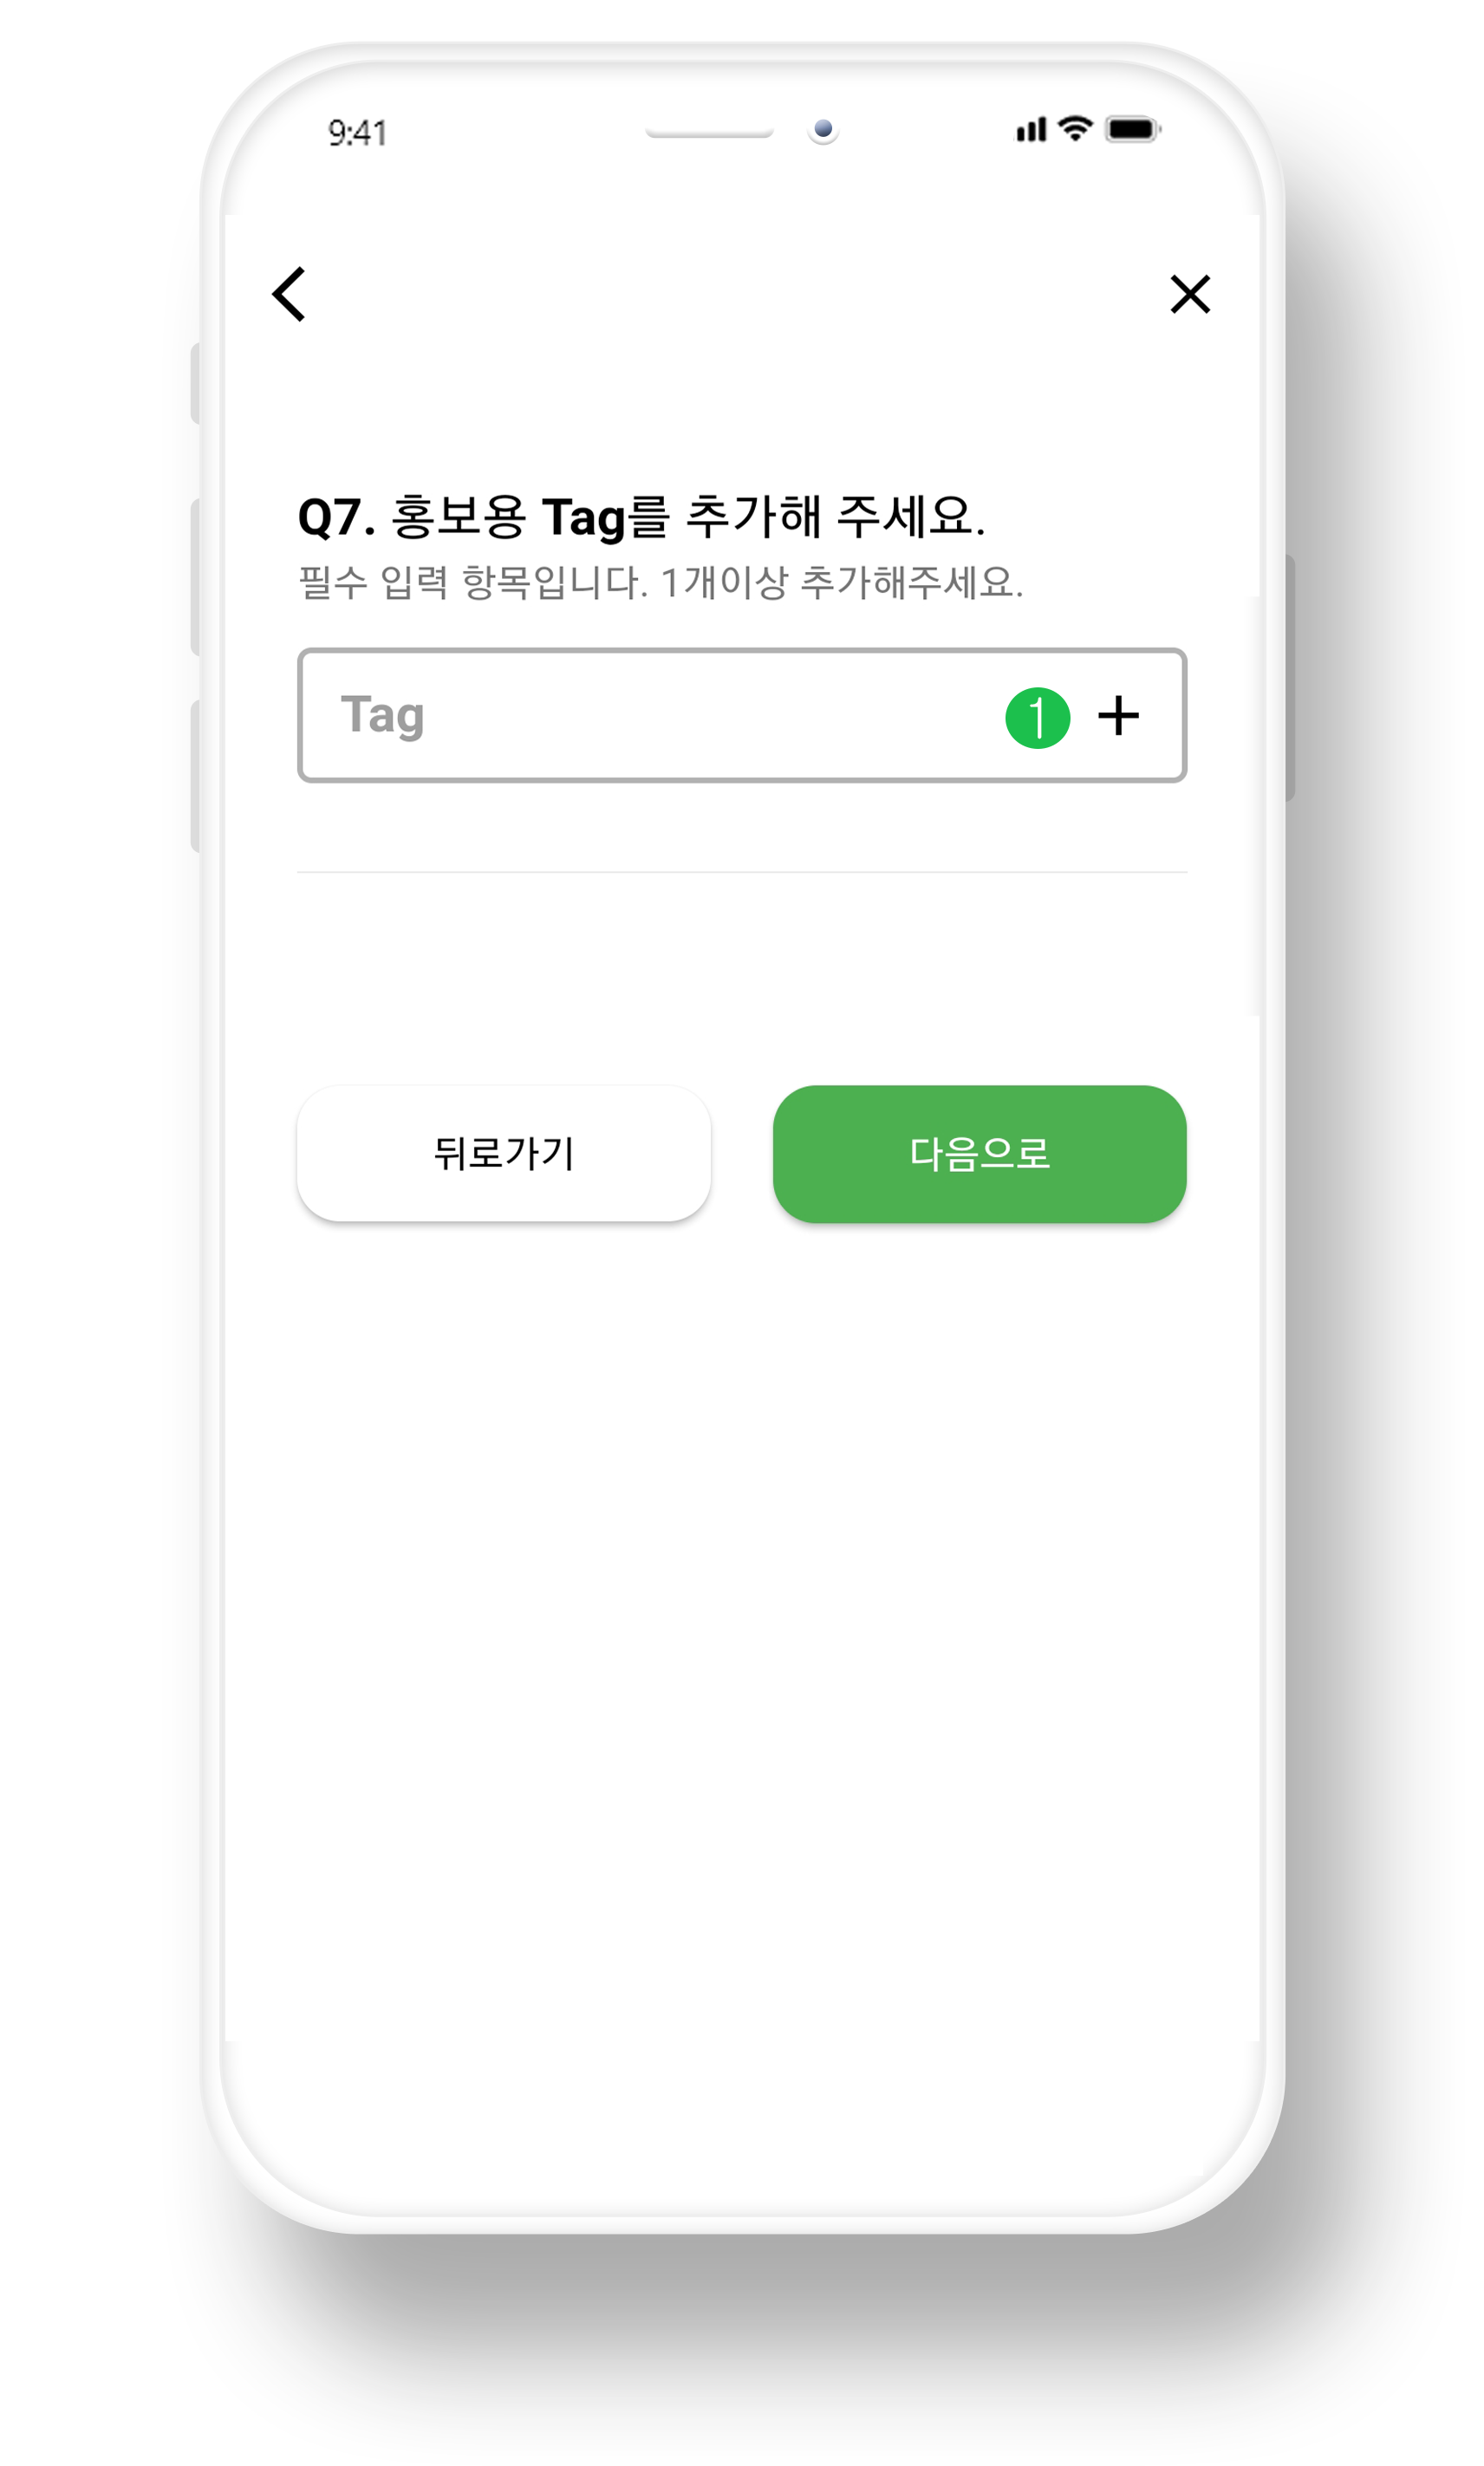 9:41
Q7. 홍보용 Tag를 추가해 주세요.
필수 입력 항목입니다. 1개이상 추가해주세요.
Tag
1
뒤로가기
다음으로